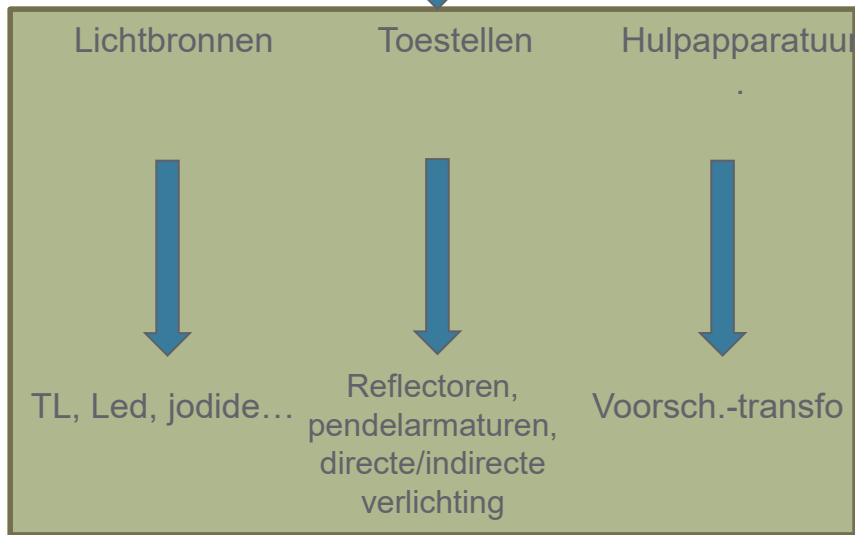 Lichtbronnen
Toestellen
Hulpapparatuur
.
TL, Led, jodide…
Reflectoren,
pendelarmaturen,
directe/indirecte
verlichting
Voorsch.-transfo